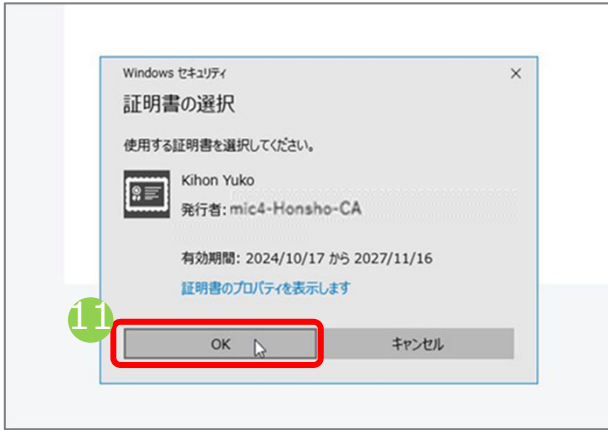 Windows セキュリティ
証明書の選択
使用する証明書を選択してください。
Kihon Yuko
発行者: mic4-Honsho-CA
有効期間: 2024/10/17 から 2027/11/16
証明書のプロパティを表示します
11
OK
キャンセル